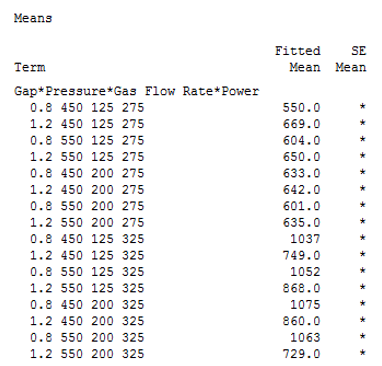 Means
Fitted SE
Term Mean Mean
Gap*Pressure*Gas Flow Rate*Power
0.8 450 125 275 550.0 *
1.2 450 125 275 669.0 *
0.8 550 125 275 604.0 *
1.2 550 125 275 650.0 *
0.8 450 200 275 633.0 *
1.2 450 200 275 642.0 *
0.8 550 200 275 601.0 *
1.2 550 200 275 635.0 *
0.8 450 125 325 1037 *
1.2 450 125 325 749.0 *
0.8 550 125 325 1052 *
1.2 550 125 325 868.0 *
0.8 450 200 325 1075 *
1.2 450 200 325 860.0 *
0.8 550 200 325 1063 *
1.2 550 200 325 729.0 *